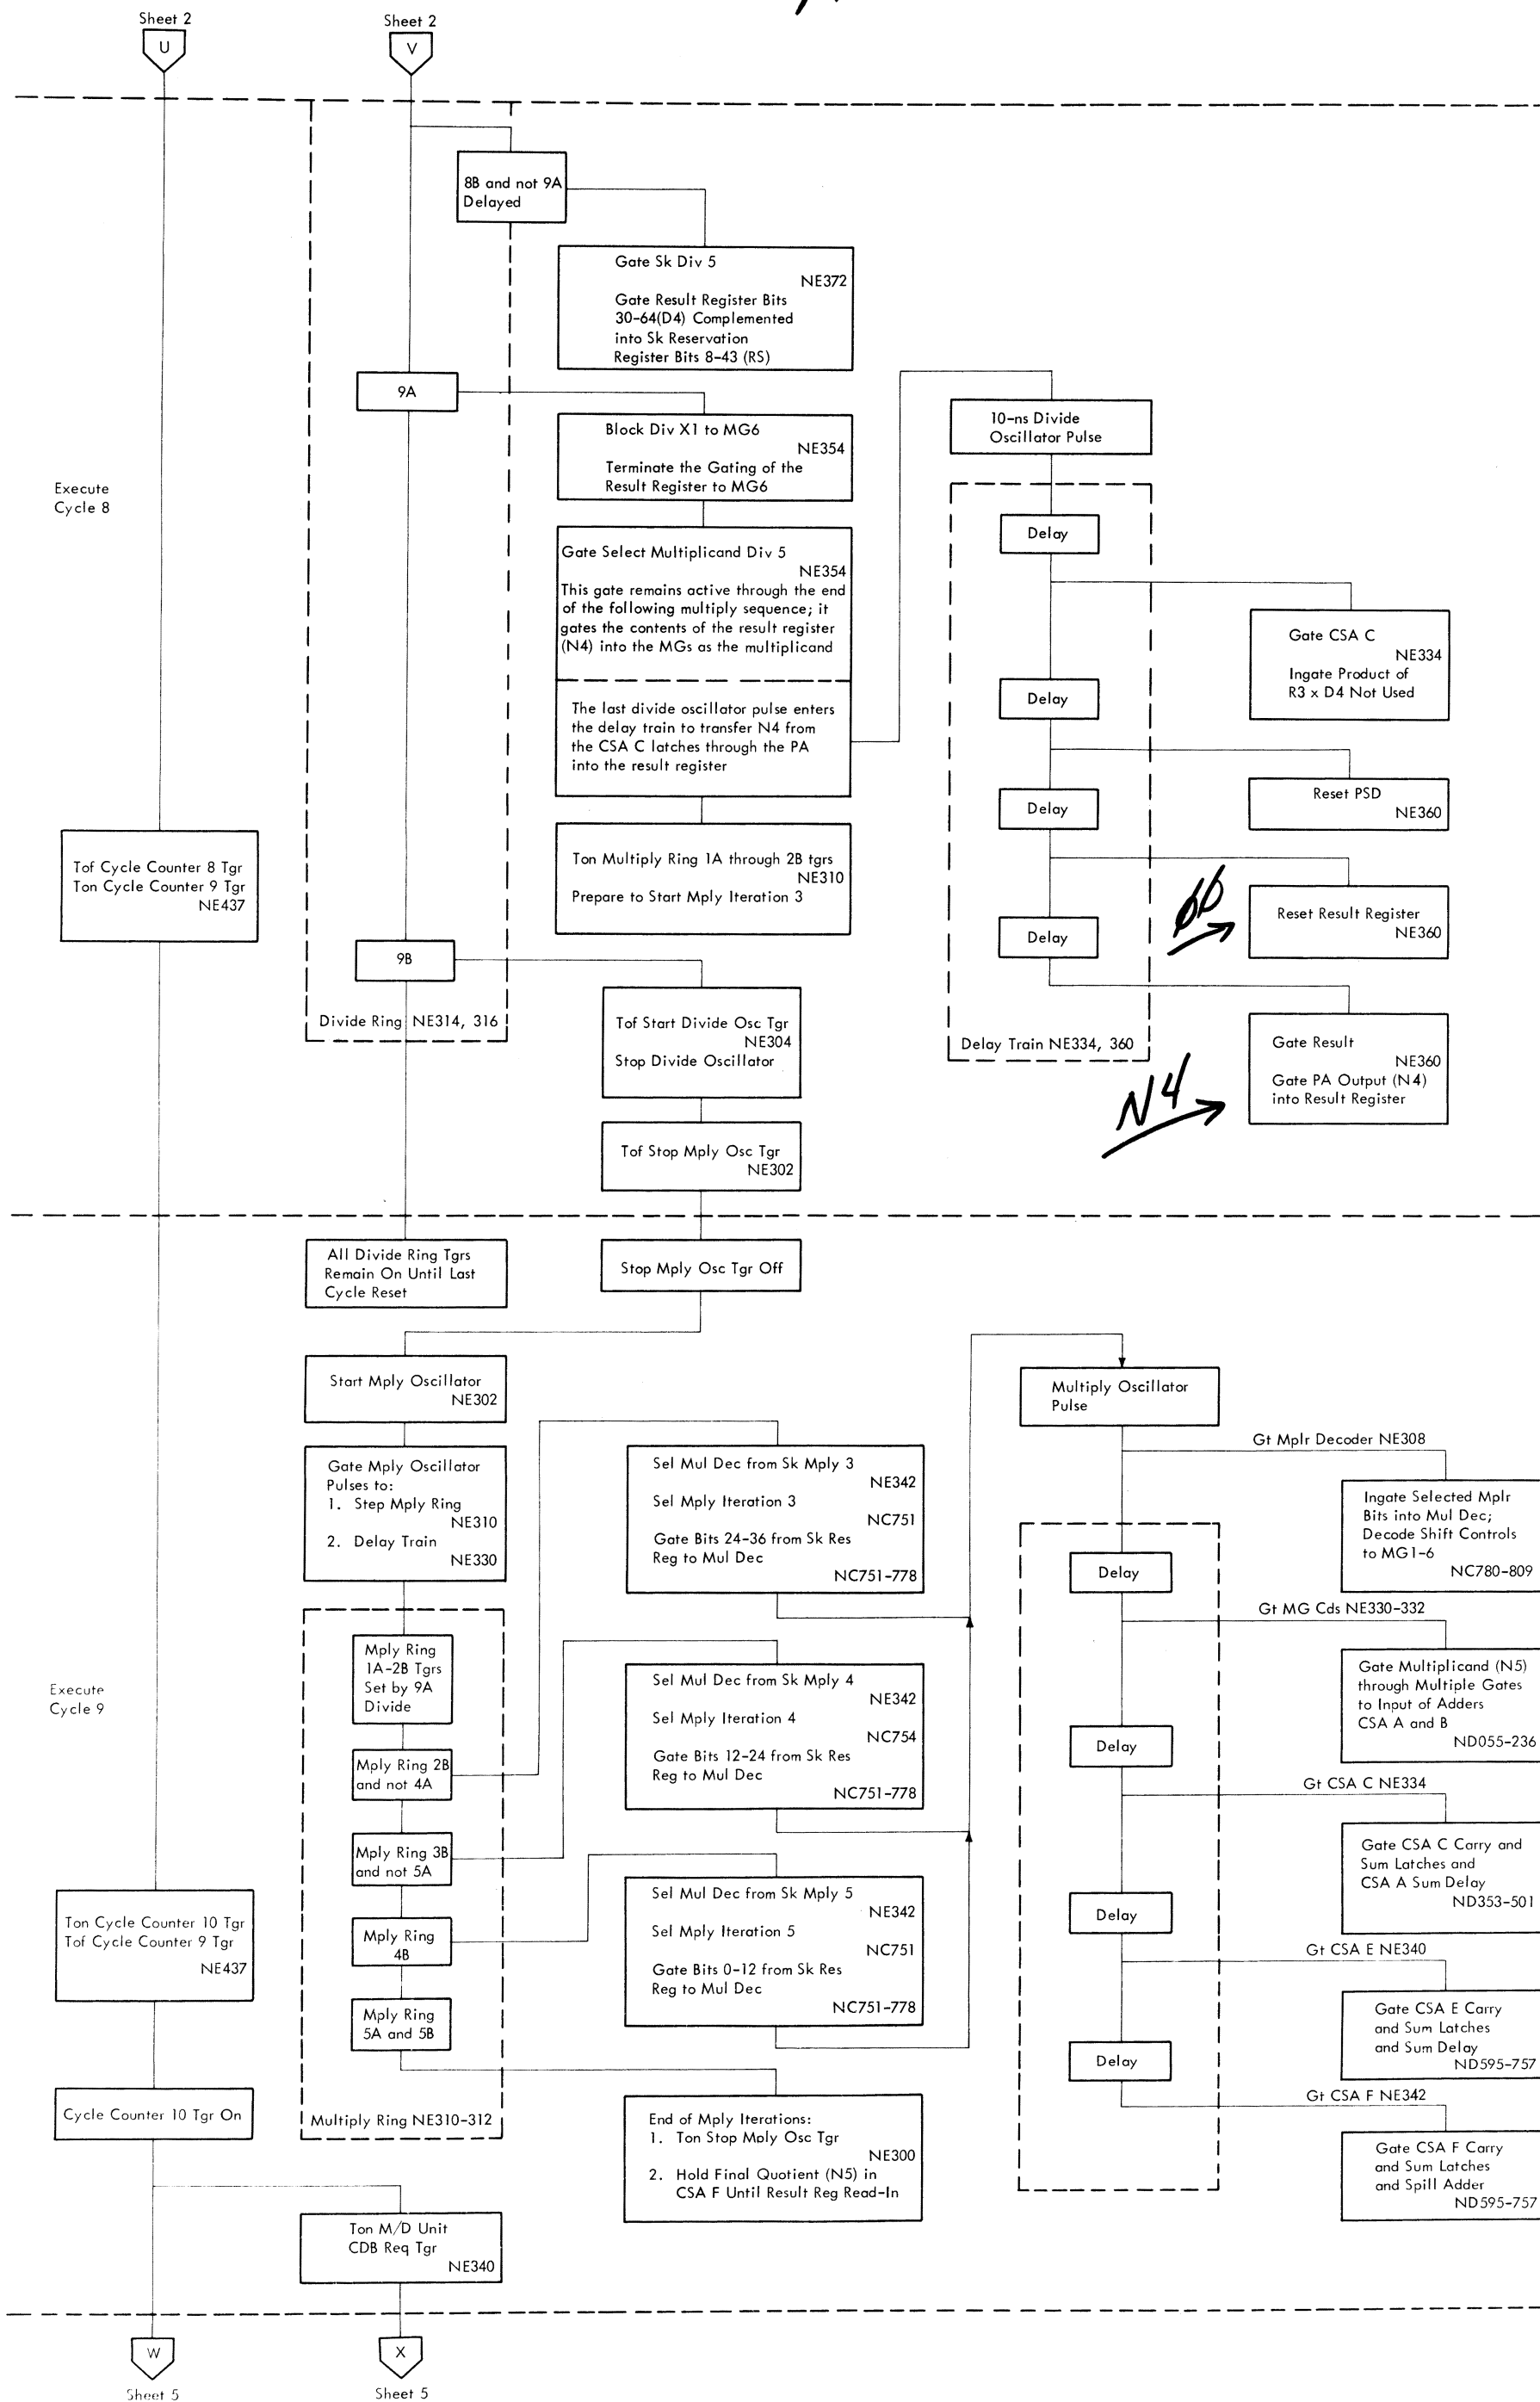 Sheet 2
U
Sheet 2
V
8B and not 9A
Delayed
Gate Sk Div 5
NE372
Gate Result Register Bits
30-64(D4) Complemented
into Sk Reservation
Register Bits 8-43 (RS)
9A
Block Div X1 to MG6
NE354
Terminate the Gating of the
Result Register to MG6
10-ns Divide
Oscillator Pulse
Execute
Cycle 8
Gate Select Multiplicand Div 5
NE354
This gate remains active through the end
of the following multiply sequence; it
gates the contents of the result register
(N4) into the MGs as the multiplicand
The last divide oscillator pulse enters
the delay train to transfer N4 from
the CSA C latches through the PA
into the result register
Delay
Gate CSA C
NE334
Ingate Product of
R3 x D4 Not Used
Delay
Reset PSD
NE360
Delay
Tof Cycle Counter 8 Tgr
Ton Cycle Counter 9 Tgr
NE437
Ton Multiply Ring 1A through 2B tgrs
NE310
Prepare to Start Mply Iteration 3
Reset Result Register
NE360
Delay
9B
Divide Ring NE314, 316
Tof Start Divide Osc Tgr
NE304
Stop Divide Oscillator
Delay Train NE334, 360
Gate Result
NE360
Gate PA Output (N4)
into Result Register
N4
Tof Stop Mply Osc Tgr
NE302
All Divide Ring Tgrs
Remain On Until Last
Cycle Reset
Stop Mply Osc Tgr Off
Start Mply Oscillator
NE302
Multiply Oscillator
Pulse
Gt Mplr Decoder NE308
Gate Mply Oscillator
Pulses to:
1. Step Mply Ring
NE310
2. Delay Train
NE330
Sel Mul Dec from Sk Mply 3
NE342
Sel Mply Iteration 3
NC751
Gate Bits 24-36 from Sk Res
Reg to Mul Dec
NC751-778
Ingate Selected Mplr
Bits into Mul Dec;
Decode Shift Controls
to MG1-6
NC780-809
Delay
Gt MG Cds NE330-332
Execute
Cycle 9
Mply Ring
1A-2B Tgrs
Set by 9A
Divide
Sel Mul Dec from Sk Mply 4
NE342
Sel Mply Iteration 4
NC754
Gate Bits 12-24 from Sk Res
Reg to Mul Dec
NC751-778
Gate Multiplicand (N5)
through Multiple Gates
to Input of Adders
CSA A and B
ND055-236
Delay
Mply Ring 2B
and not 4A
Gt CSA C NE334
Mply Ring 3B
and not 5A
Gate CSA C Carry and
Sum Latches and
CSA A Sum Delay
ND353-501
Delay
Ton Cycle Counter 10 Tgr
Tof Cycle Counter 9 Tgr
NE437
Mply Ring
4B
Sel Mul Dec from Sk Mply 5
NE342
Sel Mply Iteration 5
NC751
Gate Bits 0-12 from Sk Res
Reg to Mul Dec
NC751-778
Gt CSA E NE340
Gate CSA E Carry
and Sum Latches
and Sum Delay
ND595-757
Mply Ring
5A and 5B
Delay
Cycle Counter 10 Tgr On
Multiply Ring NE310-312
Gt CSA F NE342
End of Mply Iterations:
1. Ton Stop Mply Osc Tgr
NE300
2. Hold Final Quotient (N5) in
CSA F Until Result Reg Read-In
Gate CSA F Carry
and Sum Latches
and Spill Adder
ND595-757
Ton M/D Unit
CDB Req Tgr
NE340
W
Sheet 5
X
Sheet 5